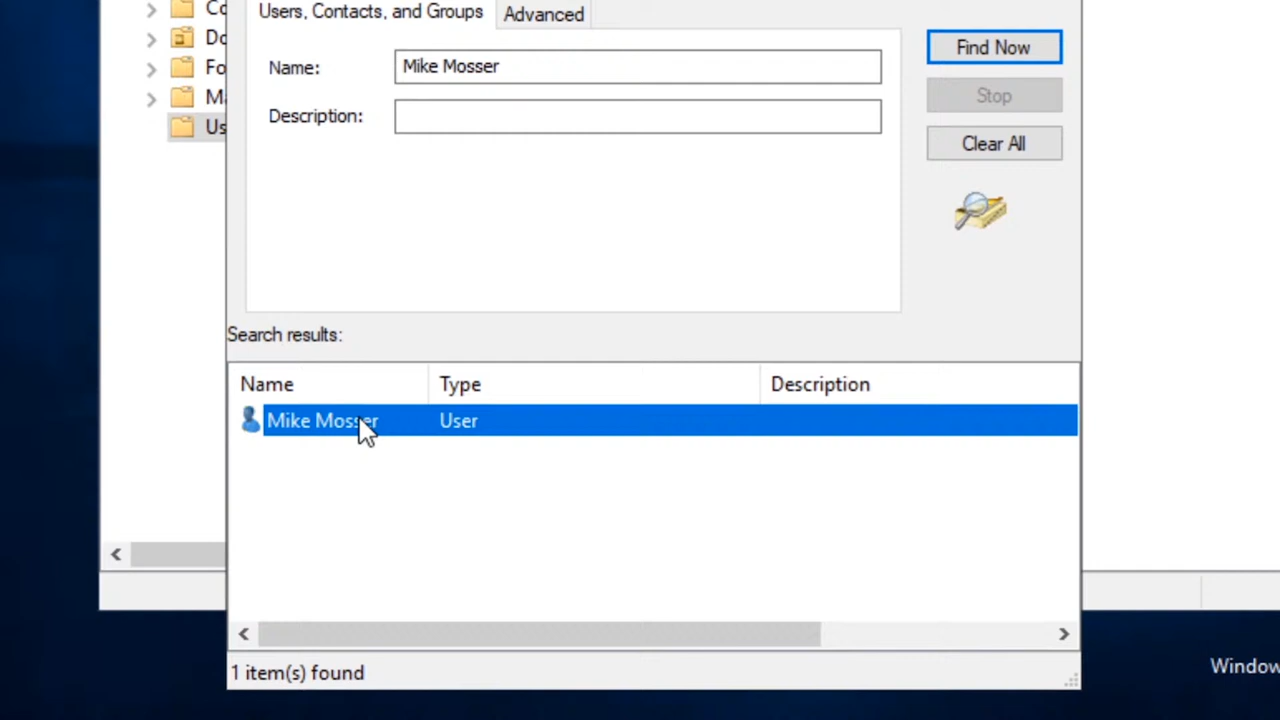 Users, Contacts, and Groups
Advanced
Find Now
Name:
Mike Mosser
Stop
Description:
Clear All
Search results:
Name
Type
Description
Mike Mosser
User
1 item(s) found